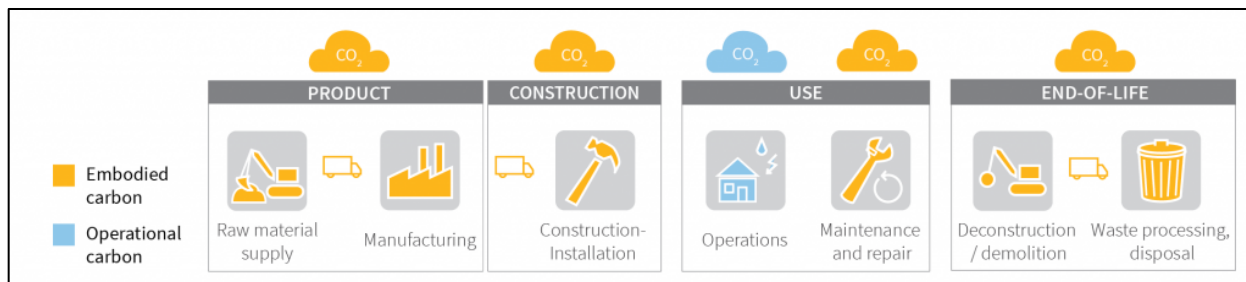 CO2
CO2
CO2
CO2
CO2
PRODUCT
CONSTRUCTION
USE
END-OF-LIFE
Embodied
carbon
Operational
carbon
Raw material
supply
Manufacturing
Construction-
Installation
Operations
Maintenance
and repair
Deconstruction
/ demolition
Waste processing,
disposal